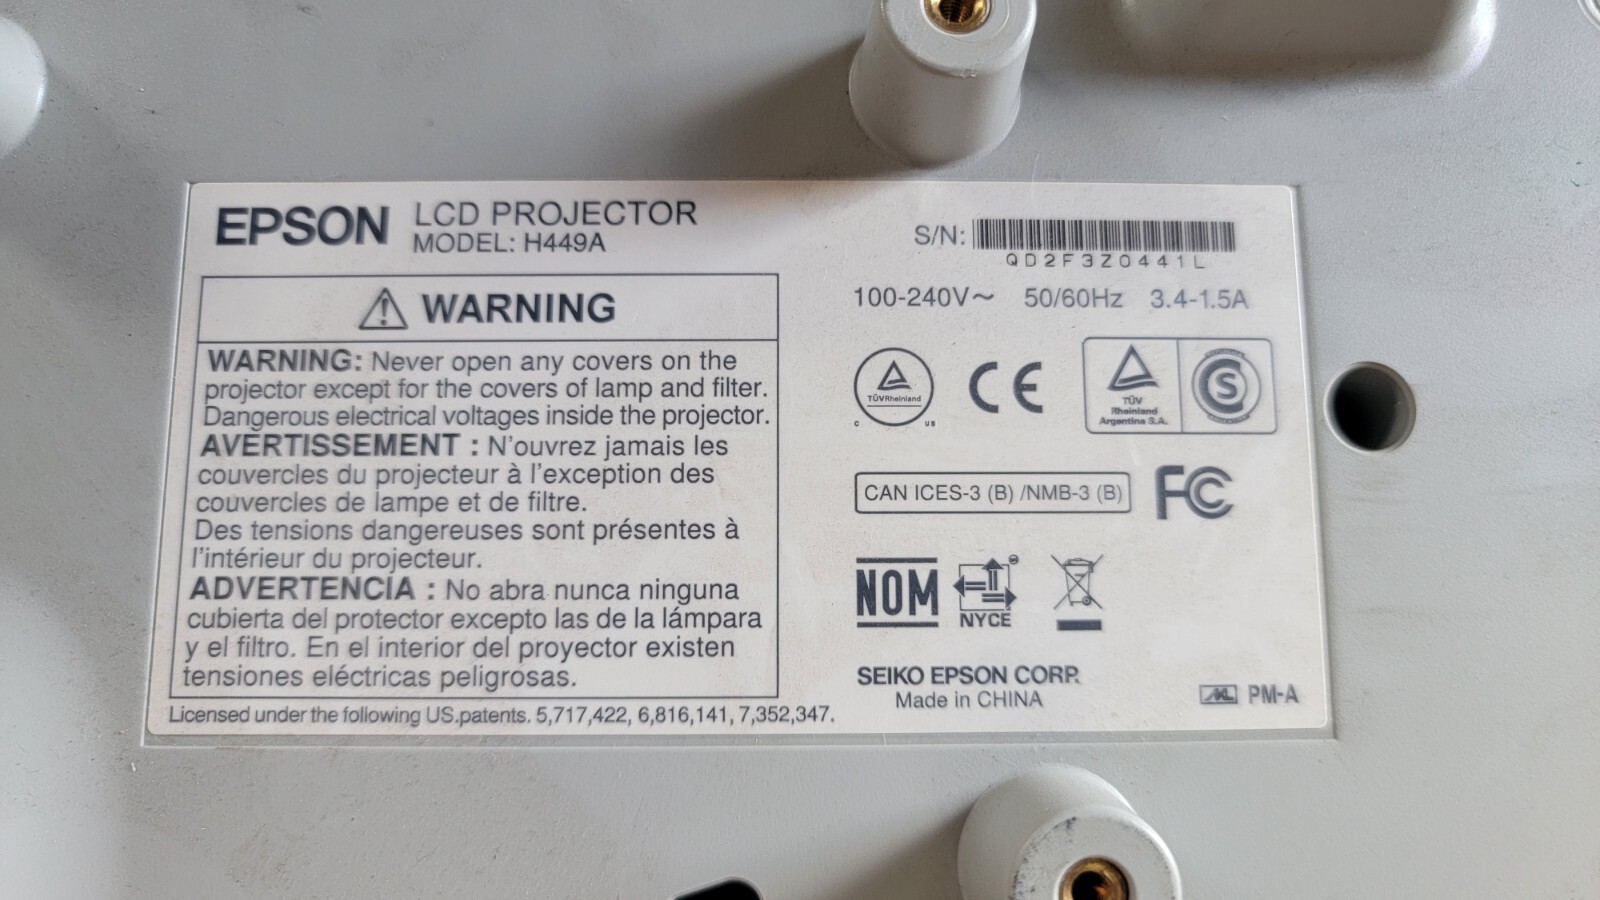 EPSON LCD PROJECTOR
MODEL: H449A
WARNING
WARNING: Never open any covers on the
projector except for the covers of lamp and filter.
Dangerous electrical voltages inside the projector.
AVERTISSEMENT : N'ouvrez jamais les
couvercles du projecteur à l'exception des
couvercles de lampe et de filtre.
Des tensions dangereuses sont présentes à
l'intérieur du projecteur.
ADVERTENCIA : No abra nunca ninguna
cubierta del protector excepto las de la lámpara
y el filtro. En el interior del proyector existen
tensiones eléctricas peligrosas.
Licensed under the following US.patents. 5,717,422, 6,816,141, 7,352,347.
S/N:
QD2F3Z0441L
100-240V~ 50/60Hz 3.4-1.5A
TÜVRheinland
C US
CE
TÜV
Rheinland
Argentina S.A.
S
CAN ICES-3 (B) /NMB-3 (B)
FC
NOM
NYCE
SEIKO EPSON CORP.
Made in CHINA
PM-A